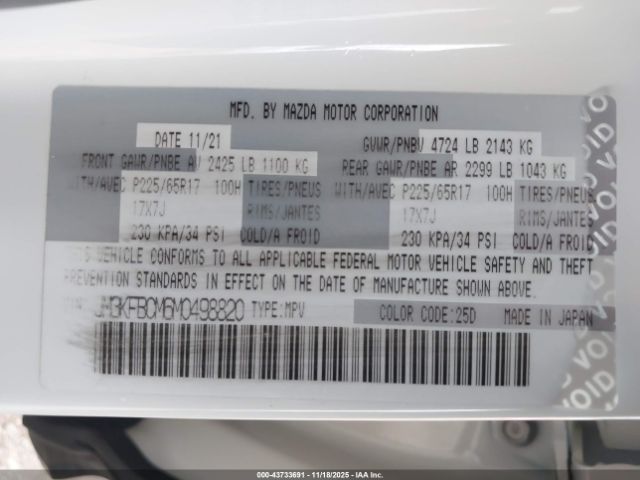 MFD. BY MAZDA MOTOR CORPORATION
DATE 11/21 GVWR/PNBV 4724 LB 2143 KG
FRONT GAWR/PNBE AV 2425 LB 1100 KG REAR GAWR/PNBE AR 2299 LB 1043 KG
WITH/AVEC P225/65R17 100H TIRES/PNEUS WITH/AVEC P225/65R17 100H TIRES/PNEUS
17X7J RIMS/JANTES 17X7J RIMS/JANTES
230 KPA/34 PSI COLD/A FROID 230 KPA/34 PSI COLD/A FROID
THIS VEHICLE CONFORMS TO ALL APPLICABLE FEDERAL MOTOR VEHICLE SAFETY AND THEFT
PREVENTION STANDARDS IN EFFECT ON THE DATE OF MANUFACTURE SHOWN ABOVE.
VIN: JM3KFBCM6M0498820 TYPE:MPV COLOR CODE:25D MADE IN JAPAN
VOID VOID VOID
000-43733691 - 11/18/2025 - IAA Inc.